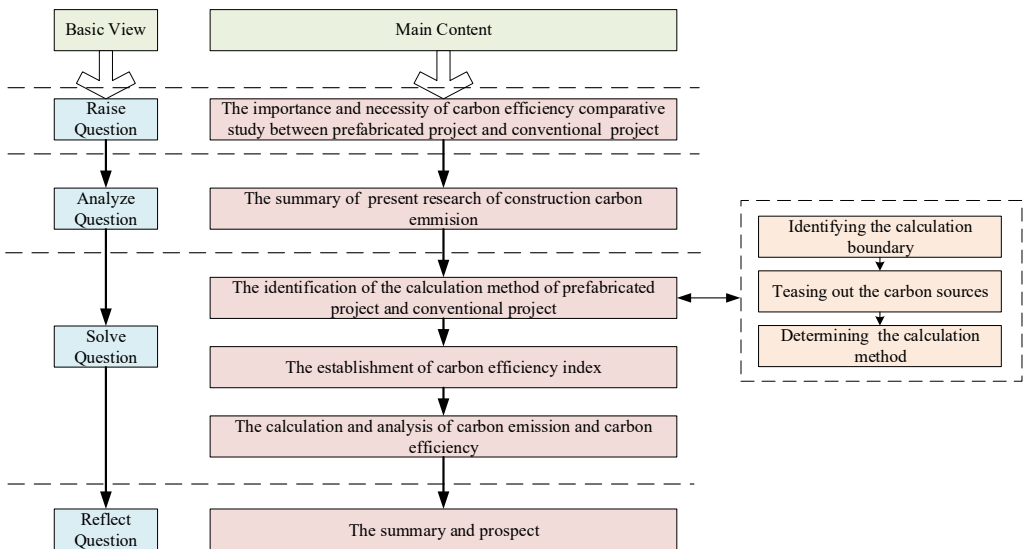 Basic View
Main Content
Raise
Question
The importance and necessity of carbon efficiency comparative
study between prefabricated project and conventional project
Analyze
Question
The summary of present research of construction carbon
emmision
Solve
Question
The identification of the calculation method of prefabricated
project and conventional project
The establishment of carbon efficiency index
The calculation and analysis of carbon emission and carbon
efficiency
Identifying the calculation
boundary
Teasing out the carbon sources
Determining the calculation
method
Reflect
Question
The summary and prospect